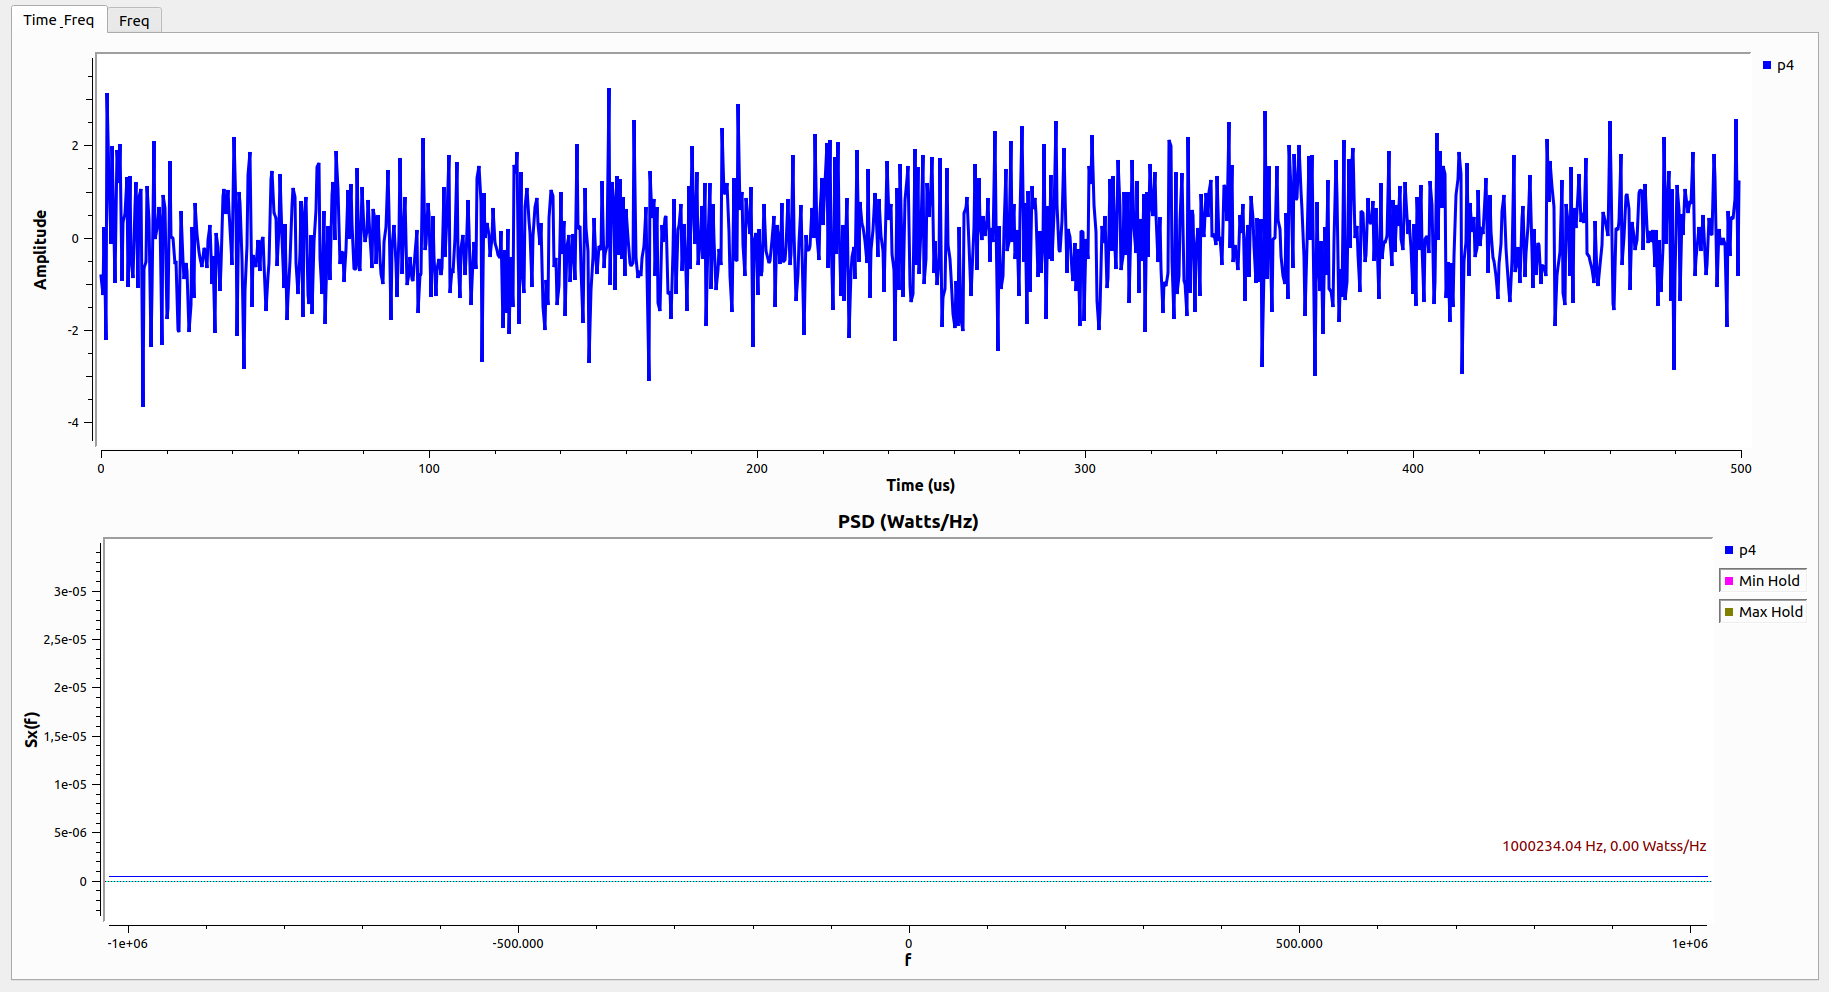 Time_Freq Freq
p4
Amplitude
2
0
-2
-4
0 100 200 300 400 500
Time (us)
PSD (Watts/Hz)
p4
Min Hold
Max Hold
Sx(f)
3e-05
2,5e-05
2e-05
1,5e-05
1e-05
5e-06
0
1000234.04 Hz, 0.00 Watss/Hz
-1e+06 -500.000 0 500.000 1e+06
f